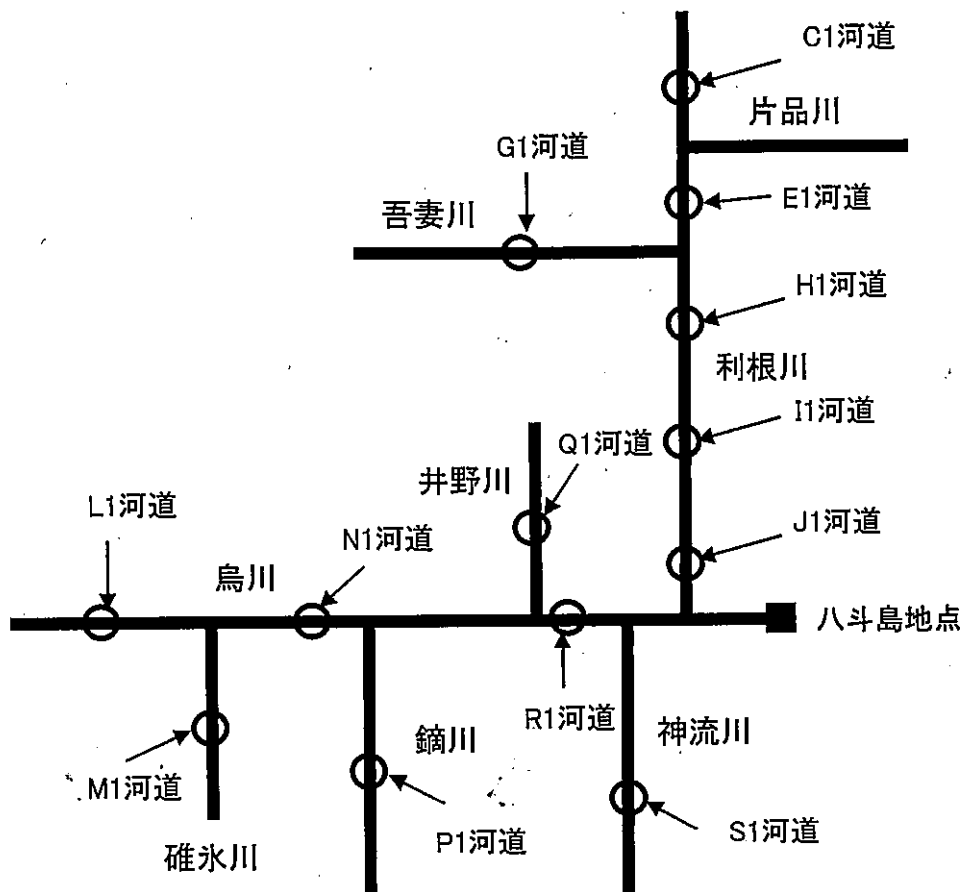 C1河道
片品川
G1河道
E1河道
吾妻川
H1河道
利根川
I1河道
Q1河道
井野川
L1河道
N1河道
J1河道
烏川
八斗島地点
R1河道
神流川
鏑川
M1河道
P1河道
S1河道
碓氷川